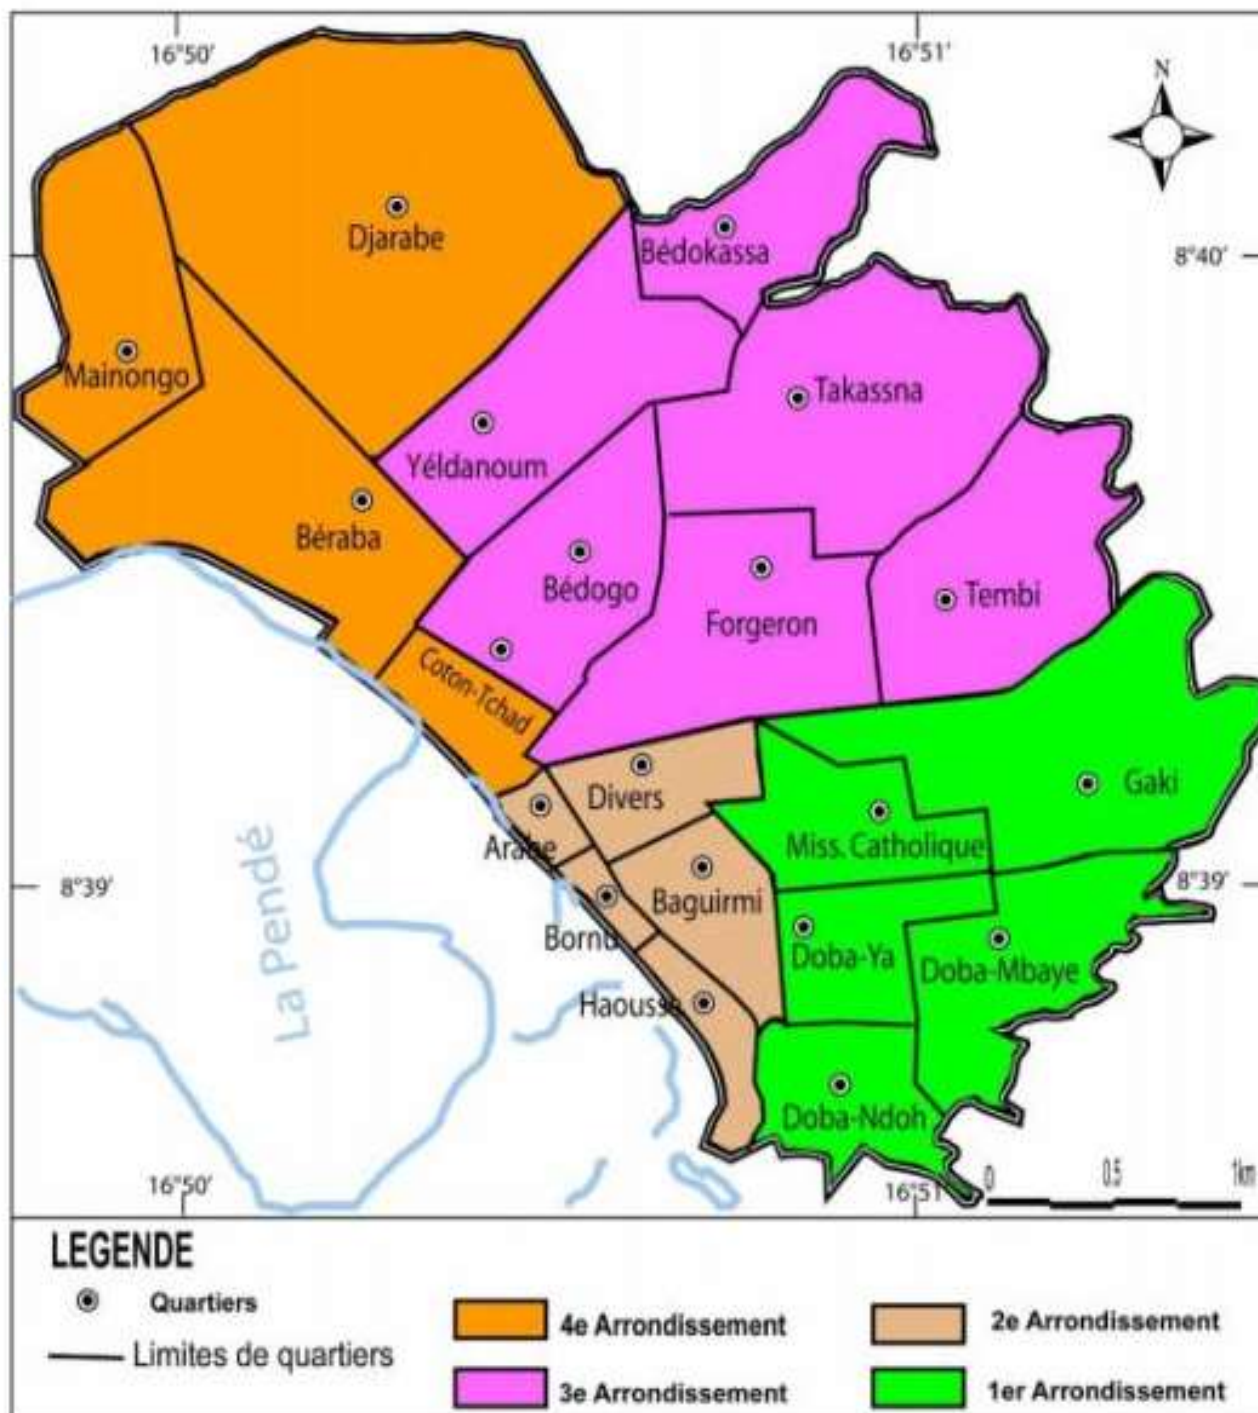 16°50'
16°51'
N
Djarabe
Bédokassa
8°40'
Mainongo
Takassna
Yéldanoum
Béraba
Bédogo
Forgeron
Tembi
Coton-Tchad
Divers
Gaki
Arabe
Miss. Catholique
La Pendé
8°39'
8°39'
Baguirmi
Bornu
Doba-Ya
Doba-Mbaye
Haousse
Doba-Ndoh
16°50'
16°51'
0 0.5 1km
LEGENDE
Quartiers
Limites de quartiers
4e Arrondissement
2e Arrondissement
3e Arrondissement
1er Arrondissement